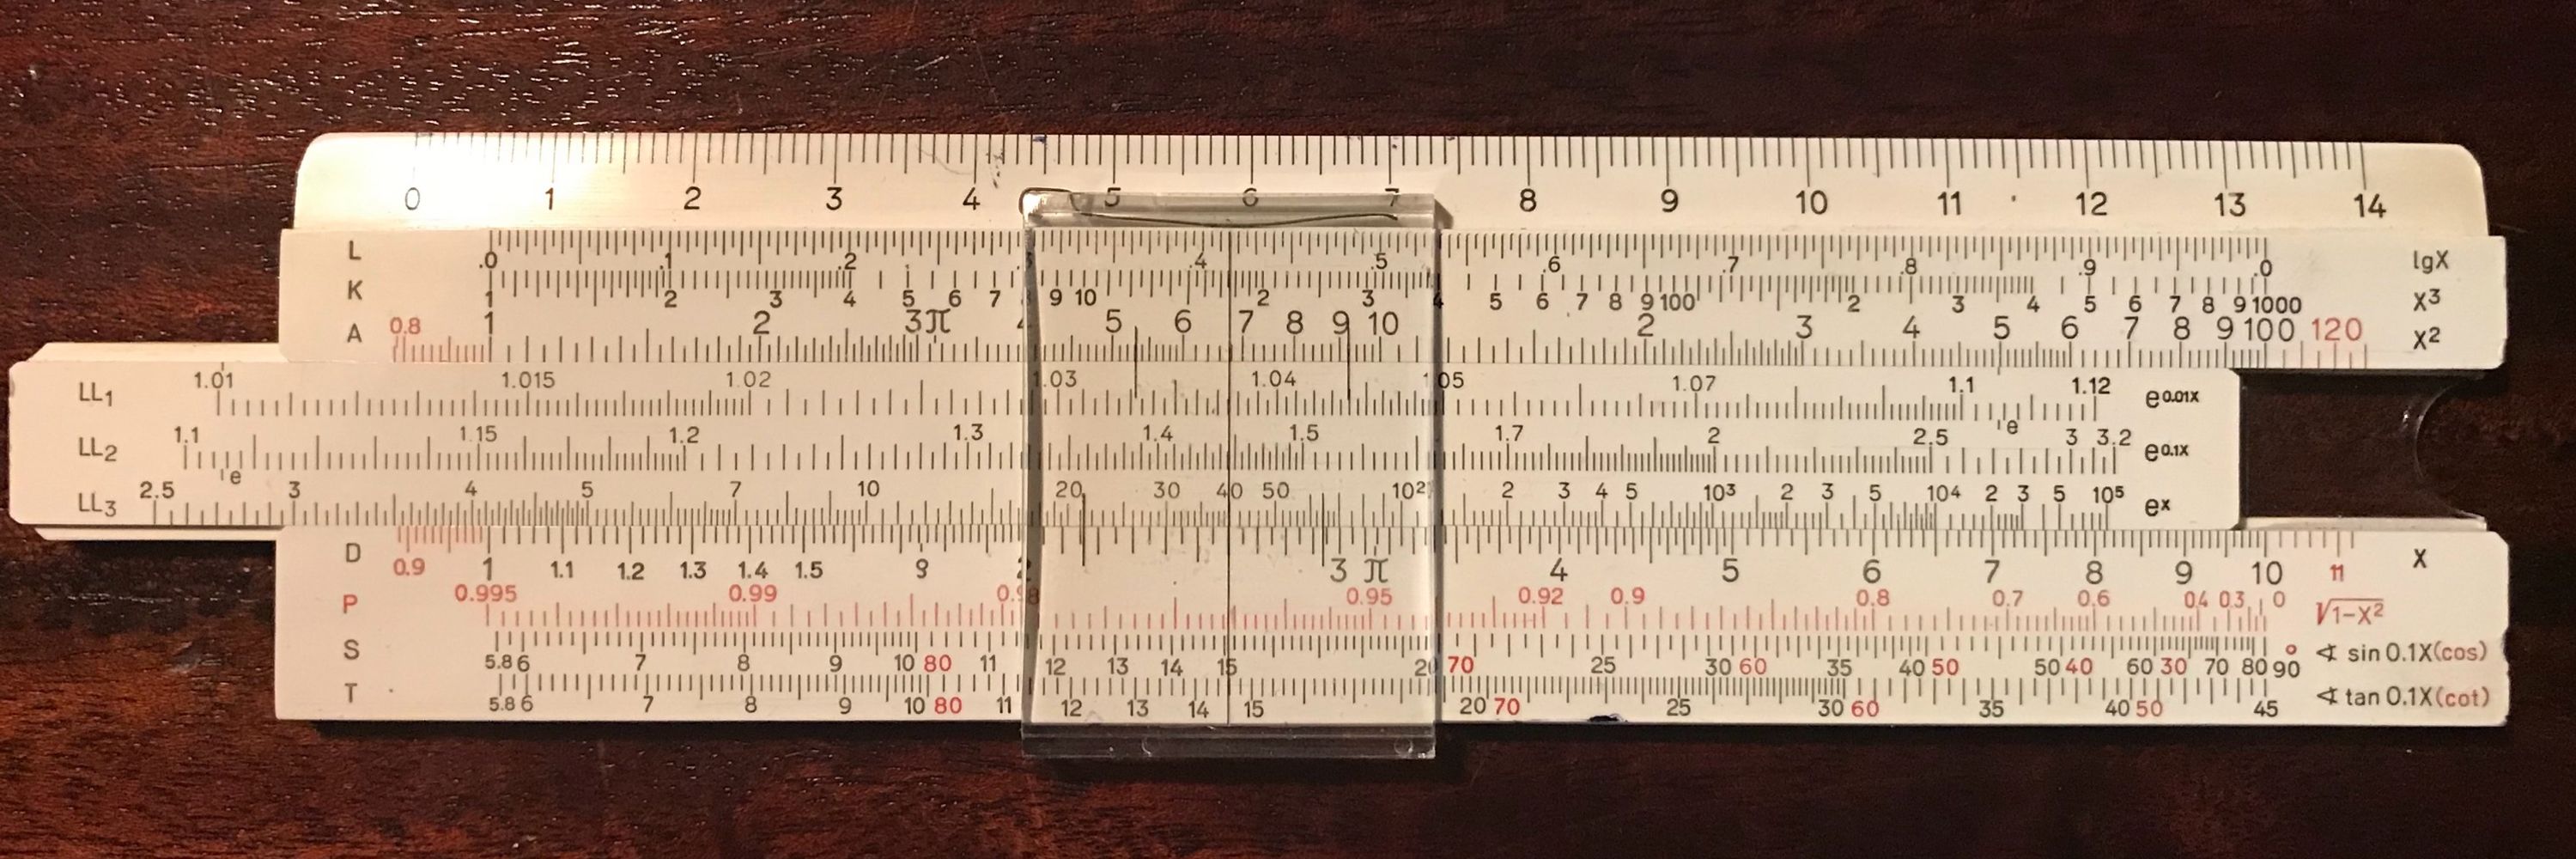 0 1 2 3 4 5 6 7 8 9 10 11 12 13 14
L .0 .1 .2 .4 .5 .6 .7 .8 .9 .0 lgX
K 1 2 3 4 5 6 7 9 10 2 3 4 5 6 7 8 9 100 2 3 4 5 6 7 8 9 1000 X³
A 0.8 1 2 3 π 4 5 6 7 8 9 10 2 3 4 5 6 7 8 9 100 120 X²
LL₁ 1.01 1.015 1.02 1.03 1.04 1.05 1.07 1.1 1.12 e0.01X
LL₂ 1.1 1.15 1.2 1.3 1.4 1.5 1.7 2 2.5 e 3 3.2 e0.1X
LL₃ 2.5 e 3 4 5 7 10 20 30 40 50 10² 2 3 4 5 10³ 2 3 5 10⁴ 2 3 5 10⁵ ex
D 0.9 1 1.1 1.2 1.3 1.4 1.5 2 3 π 4 5 6 7 8 9 10 11 X
P 0.995 0.99 0.98 0.95 0.92 0.9 0.8 0.7 0.6 0.4 0.3 0 √1-X²
S 5.8 6 7 8 9 10 80 11 12 13 14 15 20 70 25 30 60 35 40 50 50 40 60 30 70 80 90 ° ∢ sin 0.1X(cos)
T 5.8 6 7 8 9 10 80 11 12 13 14 15 20 70 25 30 60 35 40 50 45 ∢ tan 0.1X(cot)